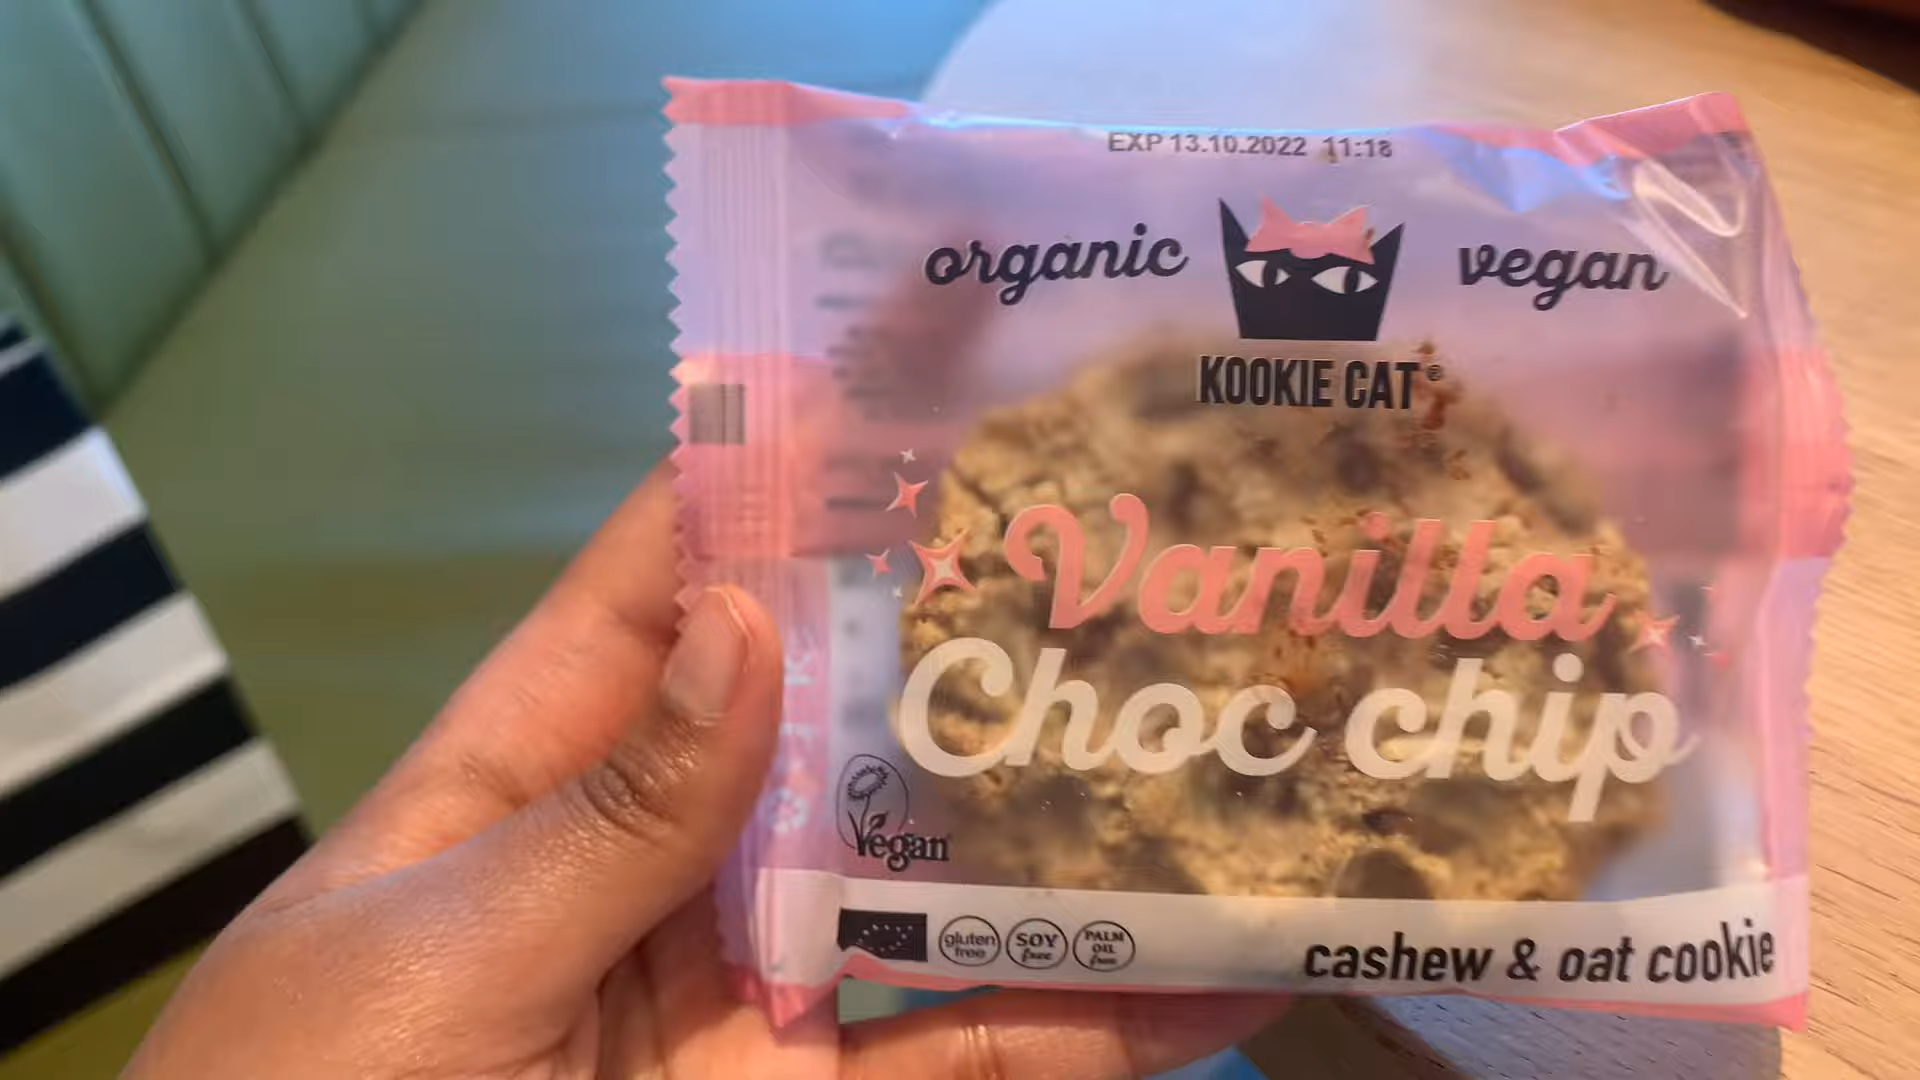 EXP 13.10.2022 11:18
organic vegan
KOOKIE CAT®
Vanilla
Choc chip
Vegan
gluten free
SOY free
PALM OIL free
cashew & oat cookie